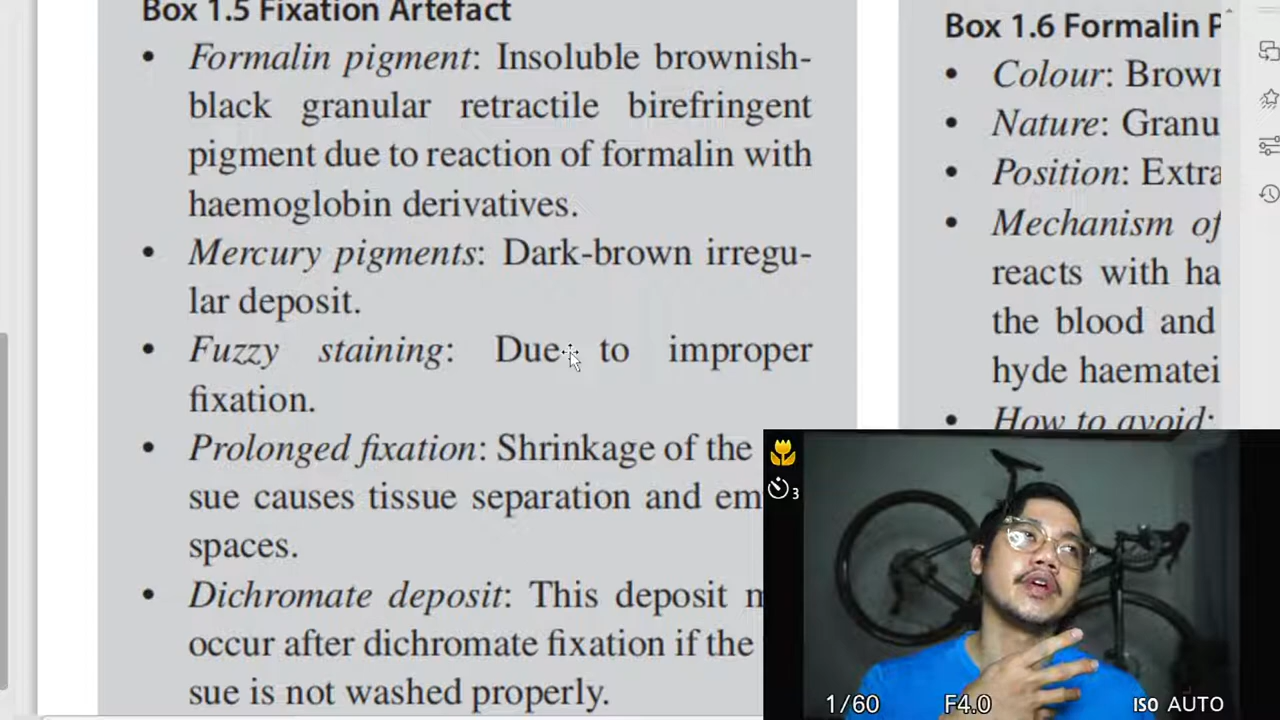 Box 1.5 Fixation Artefact
• Formalin pigment: Insoluble brownish-
black granular retractile birefringent
pigment due to reaction of formalin with
haemoglobin derivatives.
• Mercury pigments: Dark-brown irregu-
lar deposit.
• Fuzzy staining: Due to improper
fixation.
• Prolonged fixation: Shrinkage of the
sue causes tissue separation and em
spaces.
• Dichromate deposit: This deposit
occur after dichromate fixation if the
sue is not washed properly.
Box 1.6 Formalin P
• Colour: Brown
• Nature: Granu
• Position: Extra
• Mechanism of
reacts with ha
the blood and
hyde haematei
• How to avoid:
3
1/60 F4.0 ISO AUTO